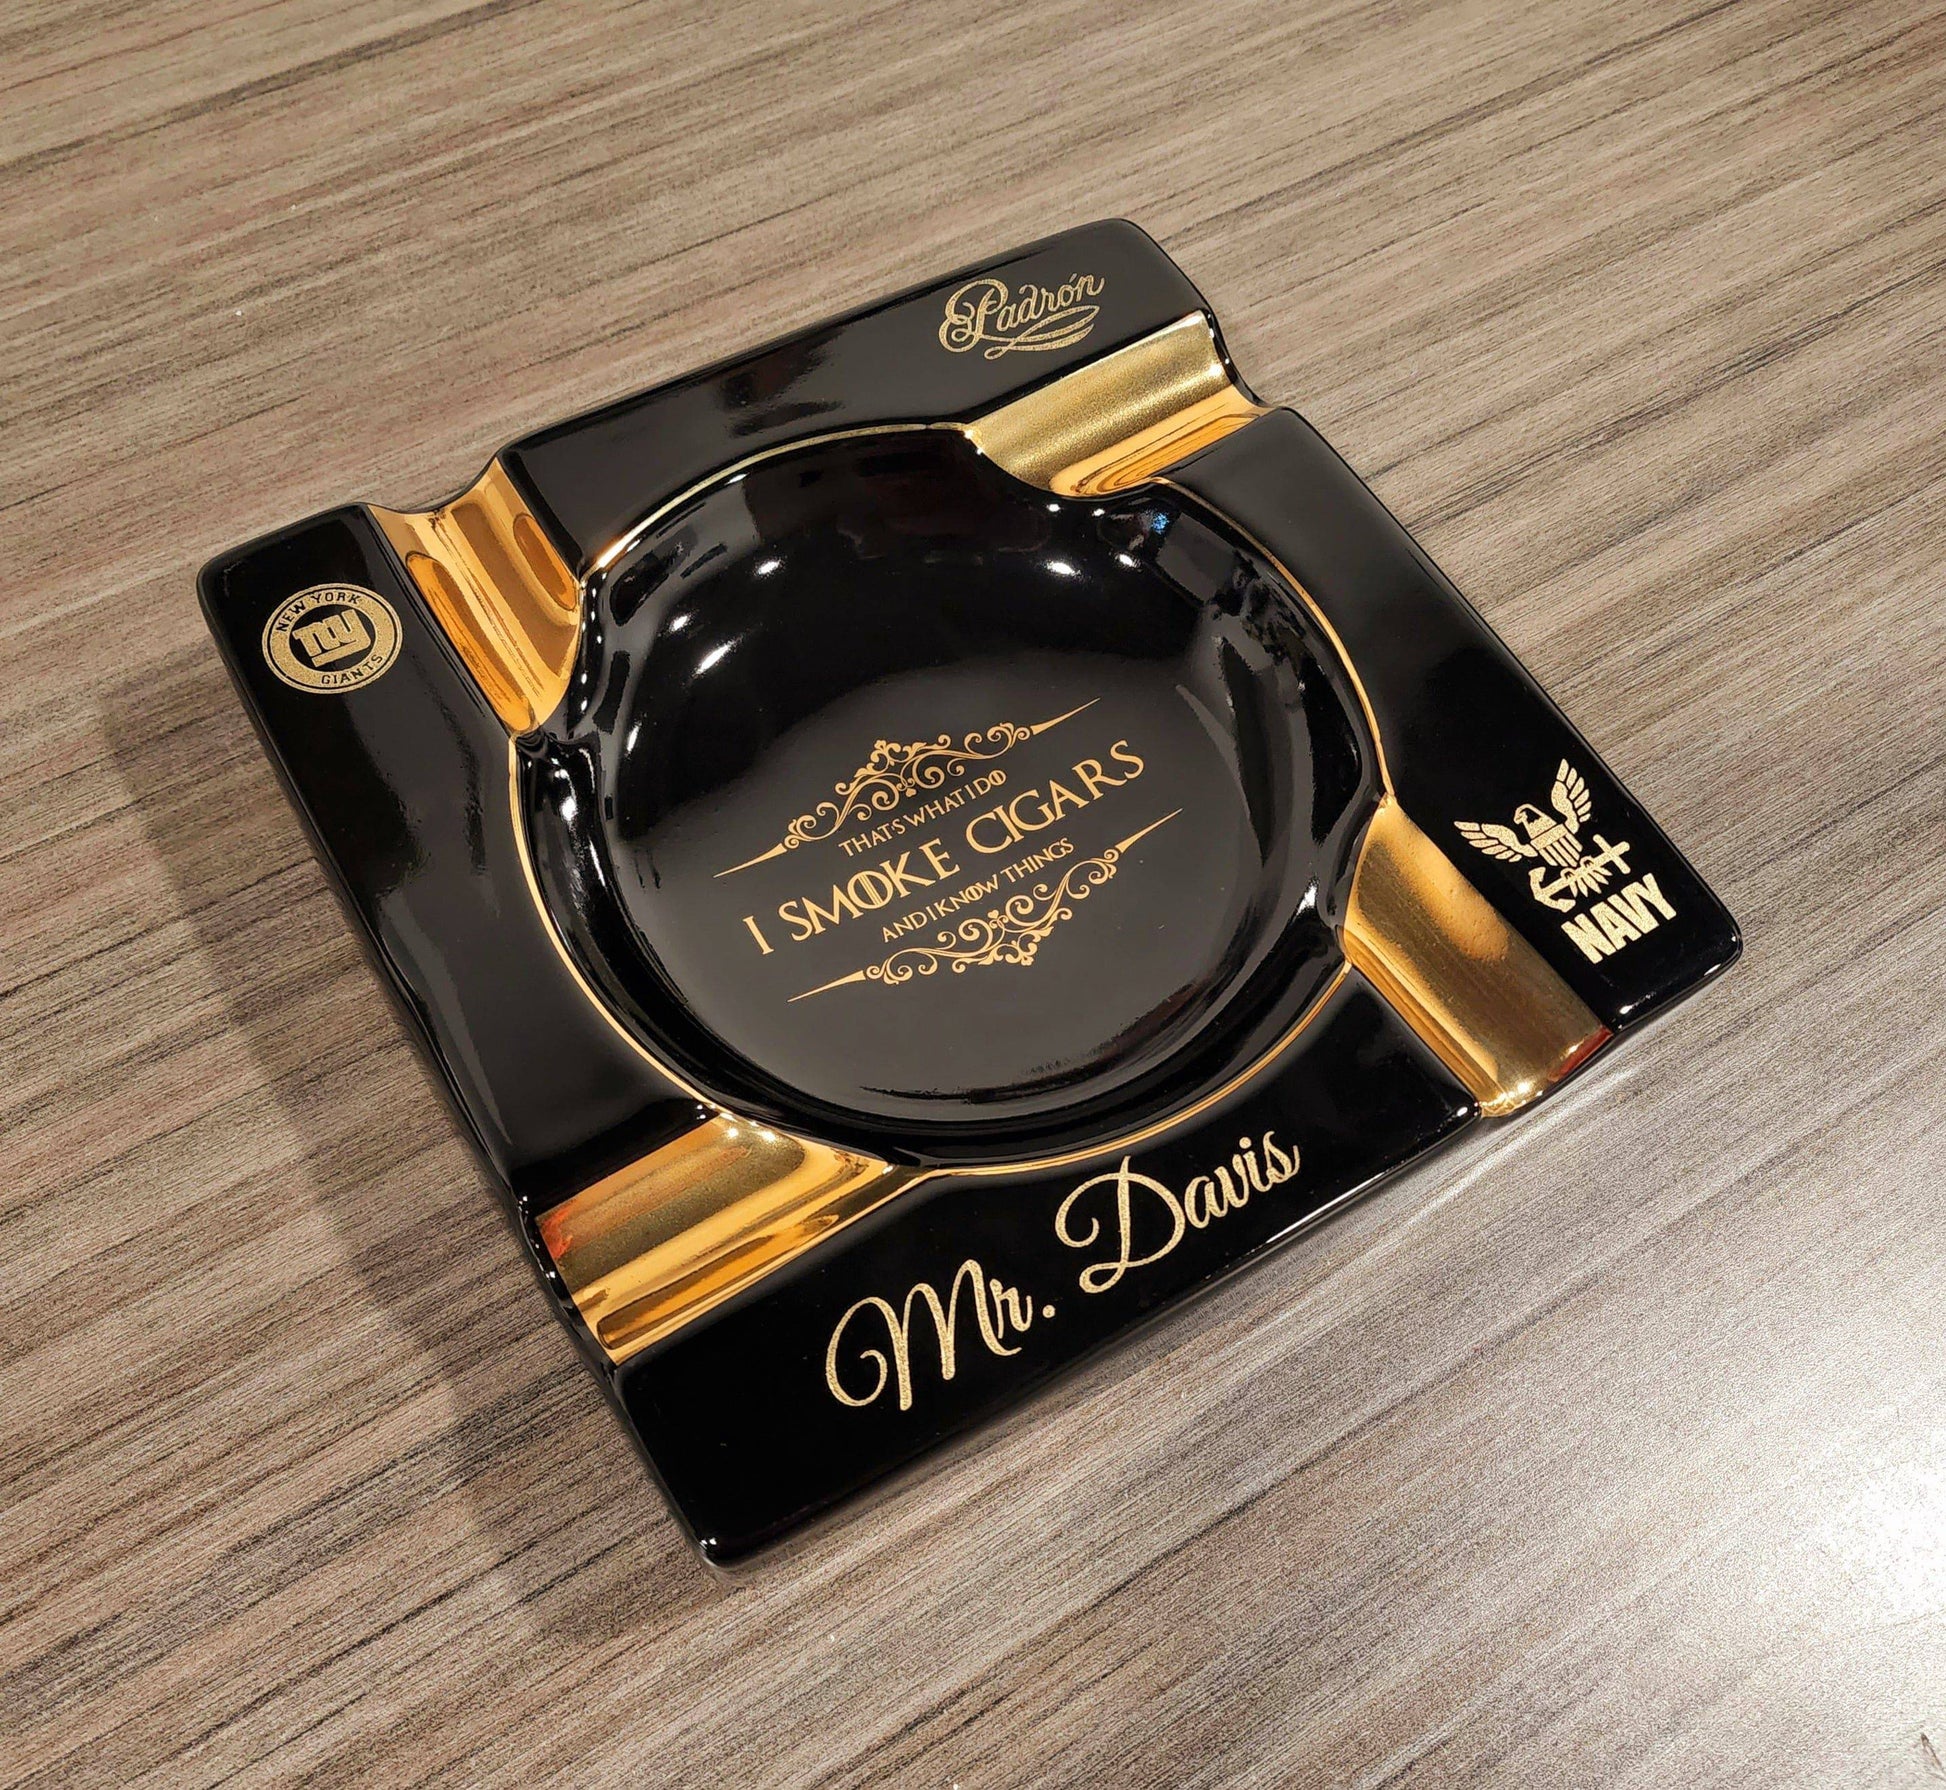 Padrón
NEW YORK
NY
GIANTS
THAT'S WHAT I DO
I SMOKE CIGARS
AND I KNOW THINGS
NAVY
Mr. Davis